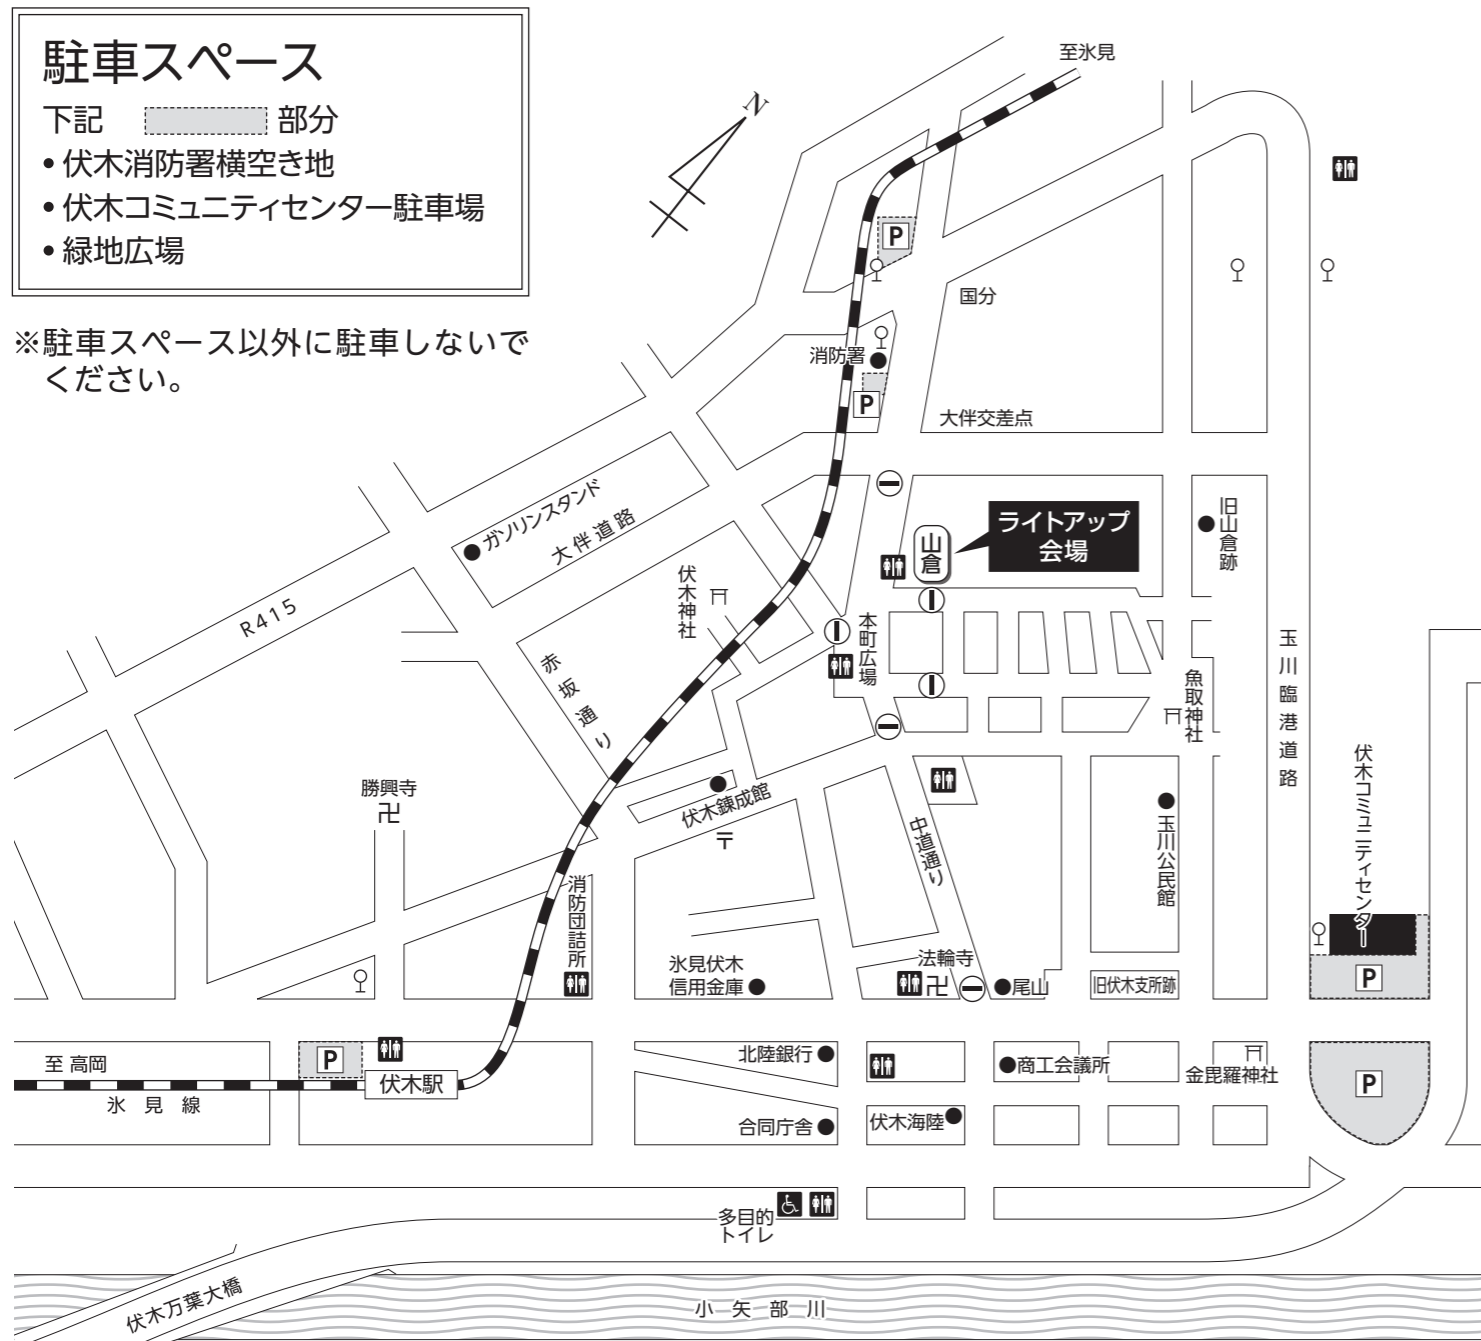 駐車スペース
下記 部分
• 伏木消防署横空き地
• 伏木コミュニティセンター駐車場
• 緑地広場
※駐車スペース以外に駐車しないで
ください。
N
至氷見
P
国分
消防署
P
大伴交差点
ガソリンスタンド
大伴道路
R415
ライトアップ
会場
山倉
旧山倉跡
伏木神社
本町広場
赤坂通り
魚取神社
玉川臨港道路
勝興寺
卍
伏木錬成館
〒
中道通り
玉川公民館
伏木コミュニティセンター
P
消防団詰所
氷見伏木
信用金庫
法輪寺
卍
尾山
旧伏木支所跡
至 高岡
P
伏木駅
氷見線
北陸銀行
商工会議所
金毘羅神社
P
合同庁舎
伏木海陸
多目的
トイレ
伏木万葉大橋
小矢部川